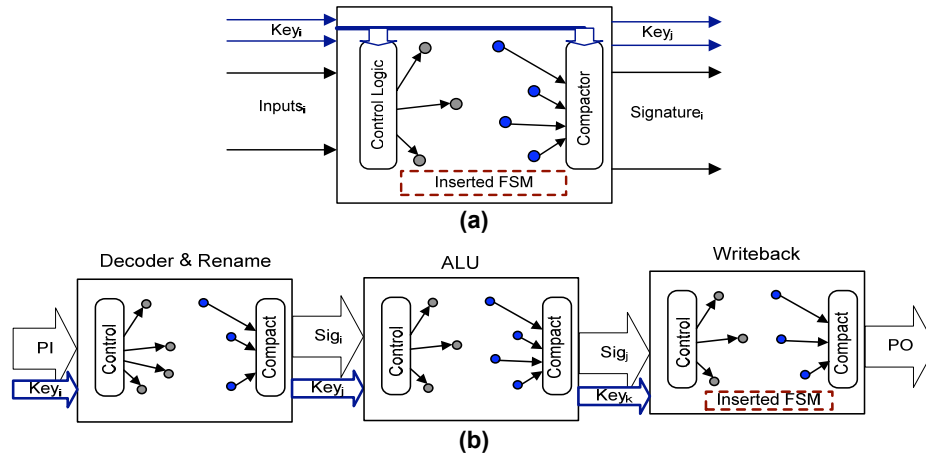 Keyi
Keyj
Control Logic
Compactor
Inputsi
Signaturei
Inserted FSM
(a)
Decoder & Rename
ALU
Writeback
PI
Keyi
Control
Compact
Sigi
Keyj
Control
Compact
Sigj
Keyk
Control
Compact
PO
Inserted FSM
(b)